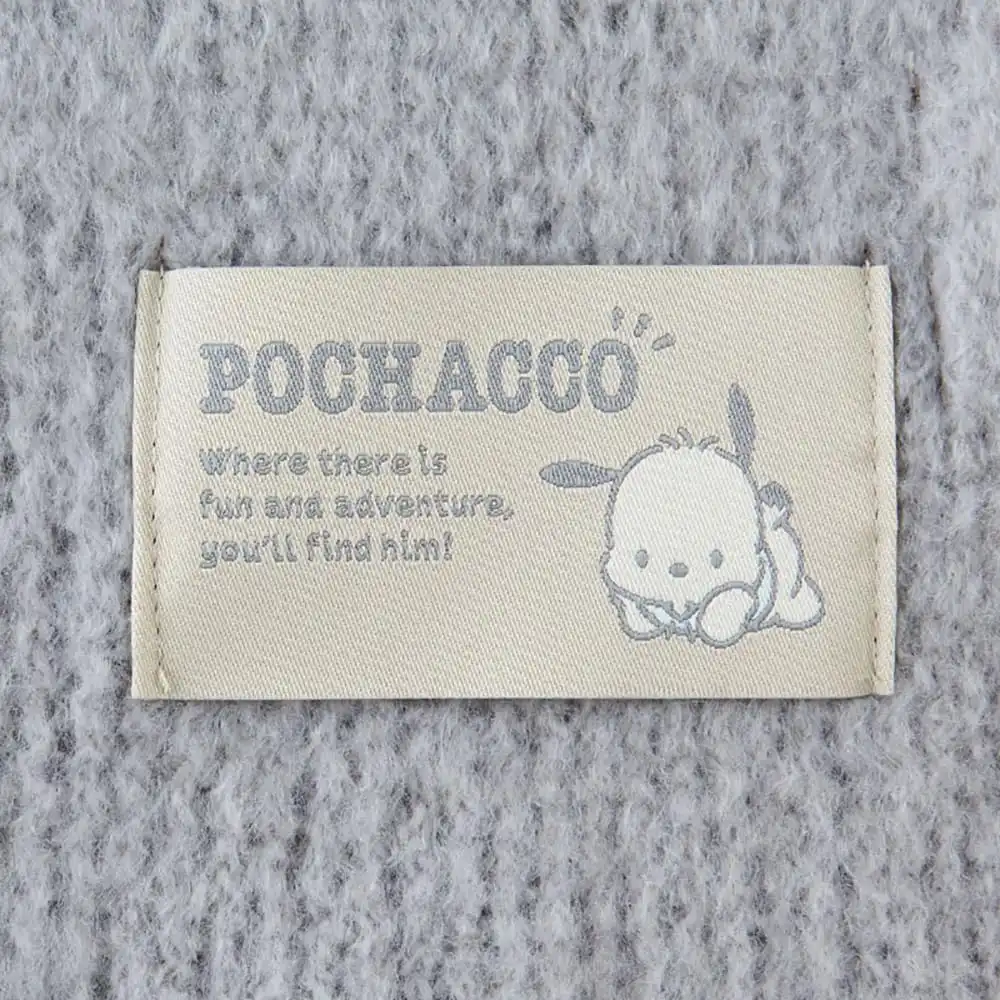 POCHACCO
Where there is
fun and adventure,
you'll find him!